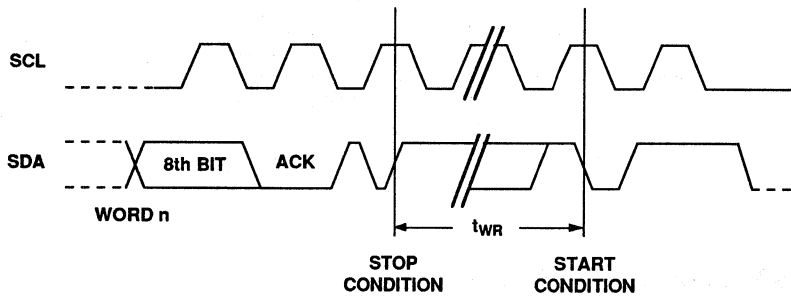 SCL
SDA
8th BIT
ACK
WORD n
tWR
STOP
CONDITION
START
CONDITION